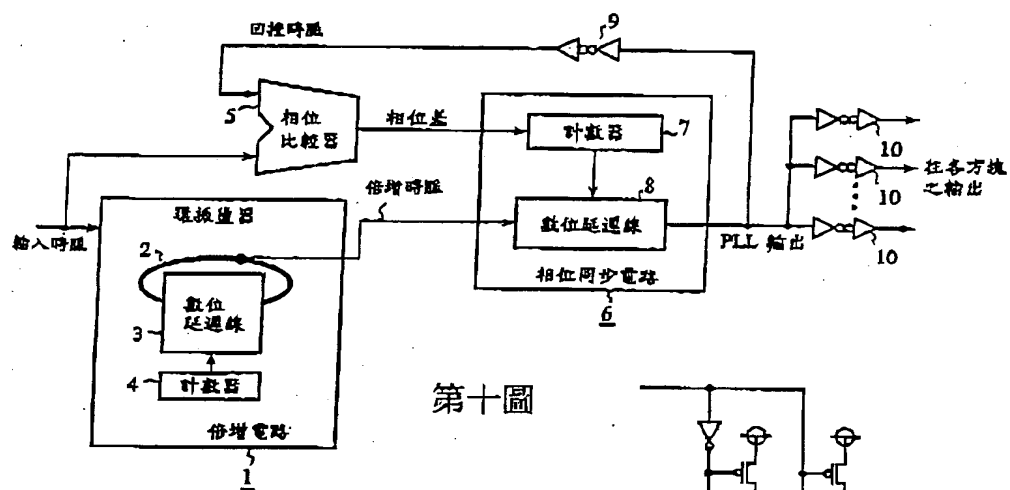 回授時脈
9
5
相位
比較器
相位差
計數器
7
10
倍增時脈
8
數位延遲線
10
在各方塊
之輸出
輸入時脈
環振盪器
PLL 輸出
10
2
數位
延遲線
3
相位同步電路
6
4
計數器
第十圖
倍增電路
1